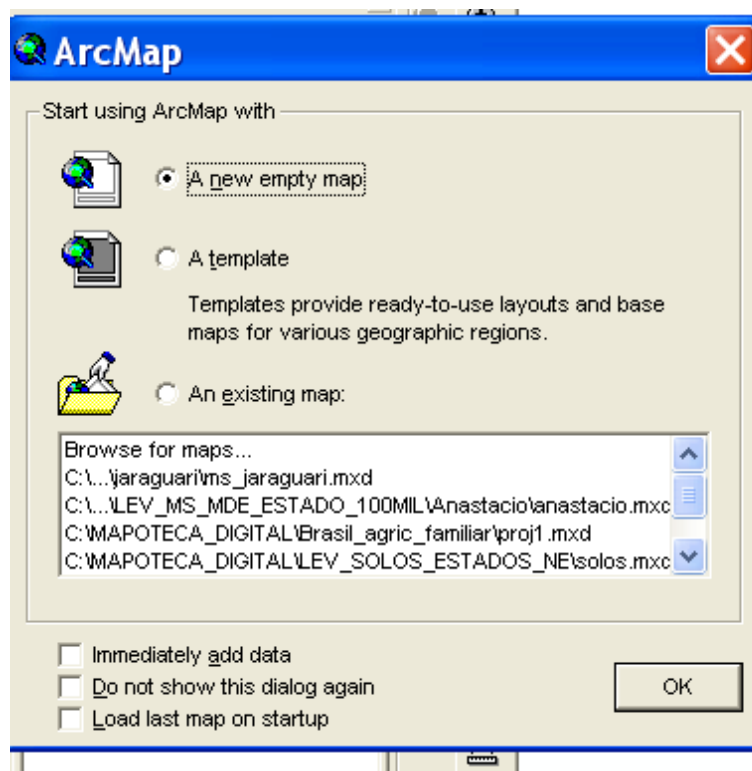 ArcMap
Start using ArcMap with
A new empty map
A template
Templates provide ready-to-use layouts and base
maps for various geographic regions.
An existing map:
Browse for maps...
C:\...\jaraguari\ms_jaraguari.mxd
C:\...\LEV_MS_MDE_ESTADO_100MIL\Anastacio\anastacio.mxd
C:\MAPOTECA_DIGITAL\Brasil_agric_familiar\proj1.mxd
C:\MAPOTECA_DIGITAL\LEV_SOLOS_ESTADOS_NE\solos.mxd
Immediately add data
Do not show this dialog again
Load last map on startup
OK